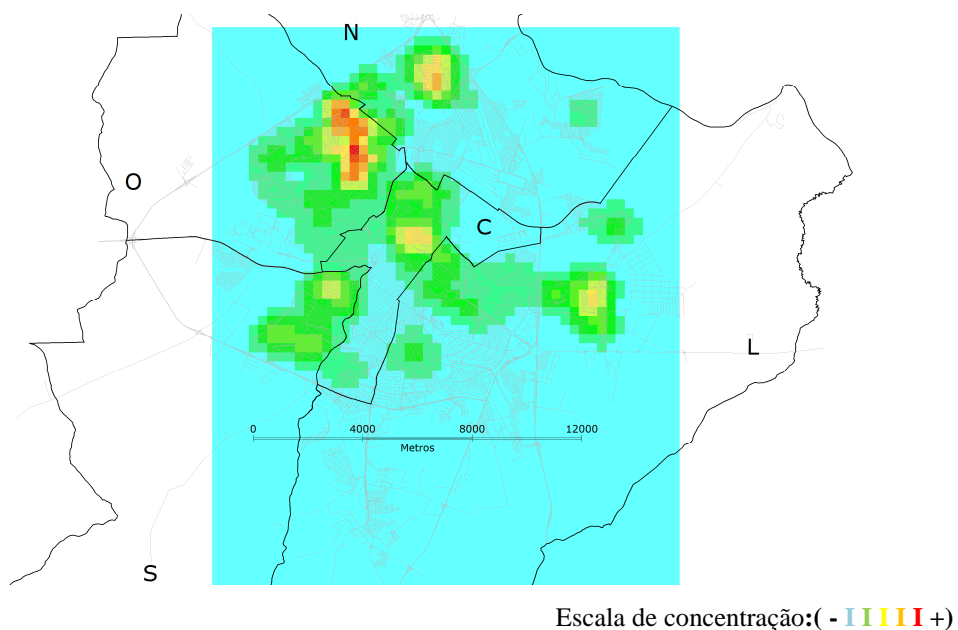 N
O
C
L
0 4000 8000 12000
Metros
S
Escala de concentração:( - I I I I I +)